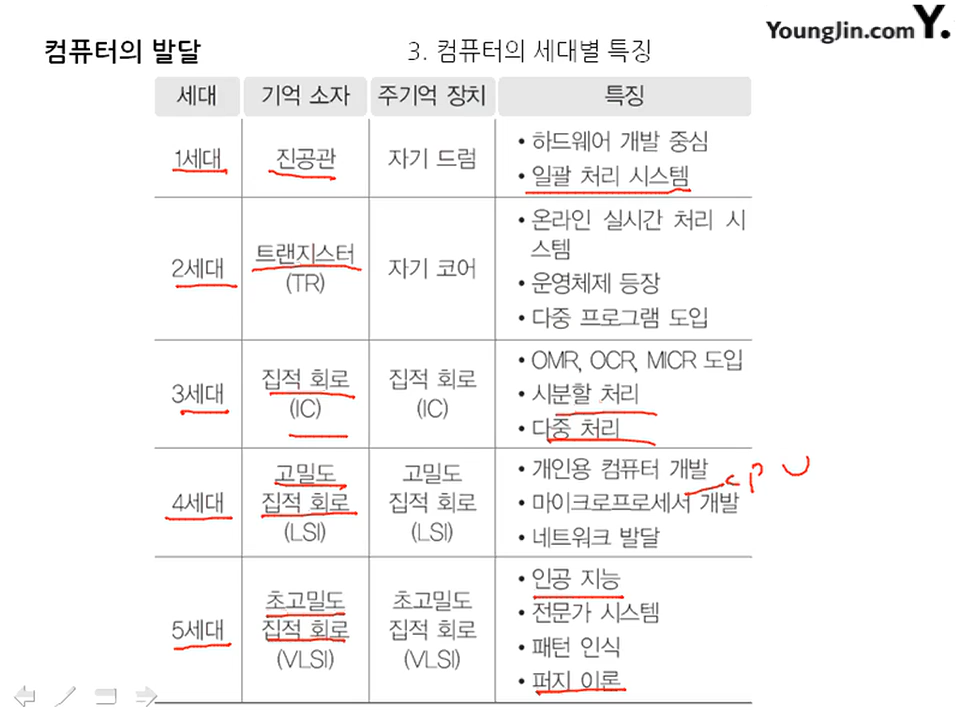 YoungJin.com Y.
컴퓨터의 발달
3. 컴퓨터의 세대별 특징
세대 기억 소자 주기억 장치 특징
1세대 진공관 자기 드럼
• 하드웨어 개발 중심
• 일괄 처리 시스템
2세대 트랜지스터
(TR)
자기 코어
• 온라인 실시간 처리 시
스템
• 운영체제 등장
• 다중 프로그램 도입
3세대 집적 회로
(IC)
집적 회로
(IC)
• OMR, OCR, MICR 도입
• 시분할 처리
• 다중 처리
4세대 고밀도
집적 회로
(LSI)
고밀도
집적 회로
(LSI)
• 개인용 컴퓨터 개발
• 마이크로프로세서 개발
CPU
• 네트워크 발달
5세대 초고밀도
집적 회로
(VLSI)
초고밀도
집적 회로
(VLSI)
• 인공 지능
• 전문가 시스템
• 패턴 인식
• 퍼지 이론